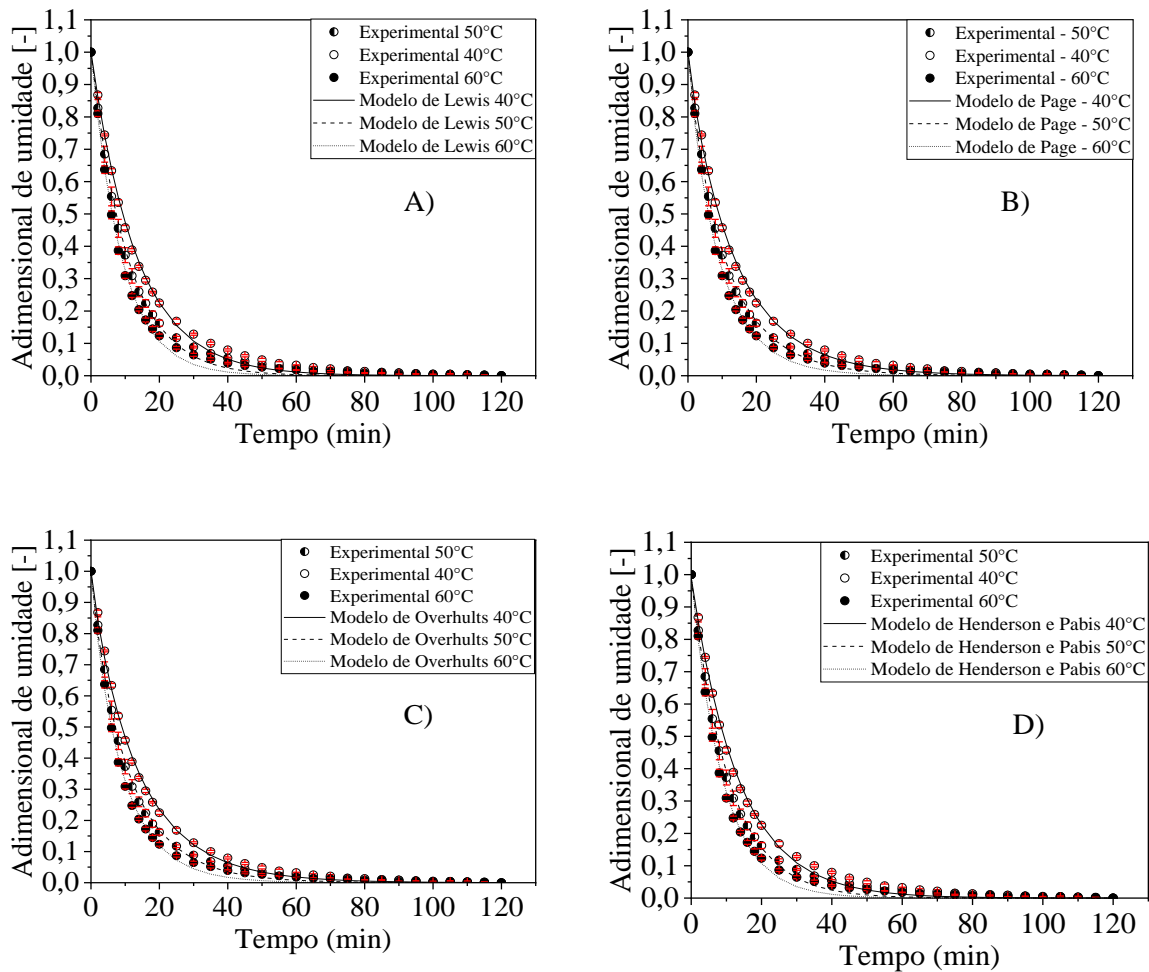 Adimensional de umidade [-]
1,1
1,0
0,9
0,8
0,7
0,6
0,5
0,4
0,3
0,2
0,1
0,0
Experimental 50°C
Experimental 40°C
Experimental 60°C
Modelo de Lewis 40°C
Modelo de Lewis 50°C
Modelo de Lewis 60°C
A)
0 20 40 60 80 100 120
Tempo (min)
Adimensional de umidade [-]
1,1
1,0
0,9
0,8
0,7
0,6
0,5
0,4
0,3
0,2
0,1
0,0
Experimental - 50°C
Experimental - 40°C
Experimental - 60°C
Modelo de Page - 40°C
Modelo de Page - 50°C
Modelo de Page - 60°C
B)
0 20 40 60 80 100 120
Tempo (min)
Adimensional de umidade [-]
1,1
1,0
0,9
0,8
0,7
0,6
0,5
0,4
0,3
0,2
0,1
0,0
Experimental 50°C
Experimental 40°C
Experimental 60°C
Modelo de Overhults 40°C
Modelo de Overhults 50°C
Modelo de Overhults 60°C
C)
0 20 40 60 80 100 120
Tempo (min)
Adimensional de umidade [-]
1,1
1,0
0,9
0,8
0,7
0,6
0,5
0,4
0,3
0,2
0,1
0,0
Experimental 50°C
Experimental 40°C
Experimental 60°C
Modelo de Henderson e Pabis 40°C
Modelo de Henderson e Pabis 50°C
Modelo de Henderson e Pabis 60°C
D)
0 20 40 60 80 100 120
Tempo (min)